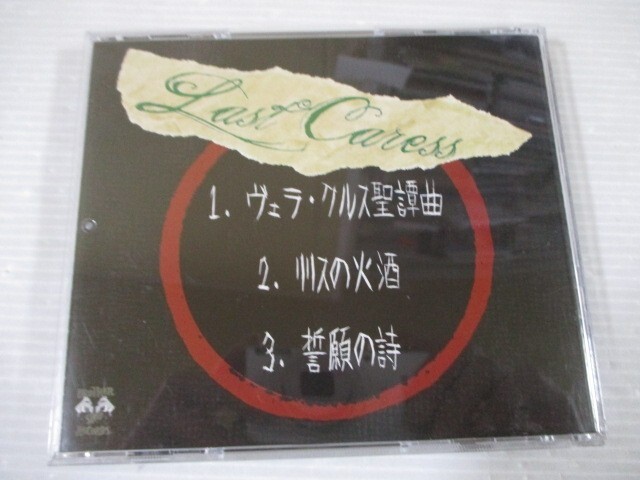 Last Caress
1. ヴェラ・クルス聖譚曲
2. 州スの火酒
3. 誓願の詩